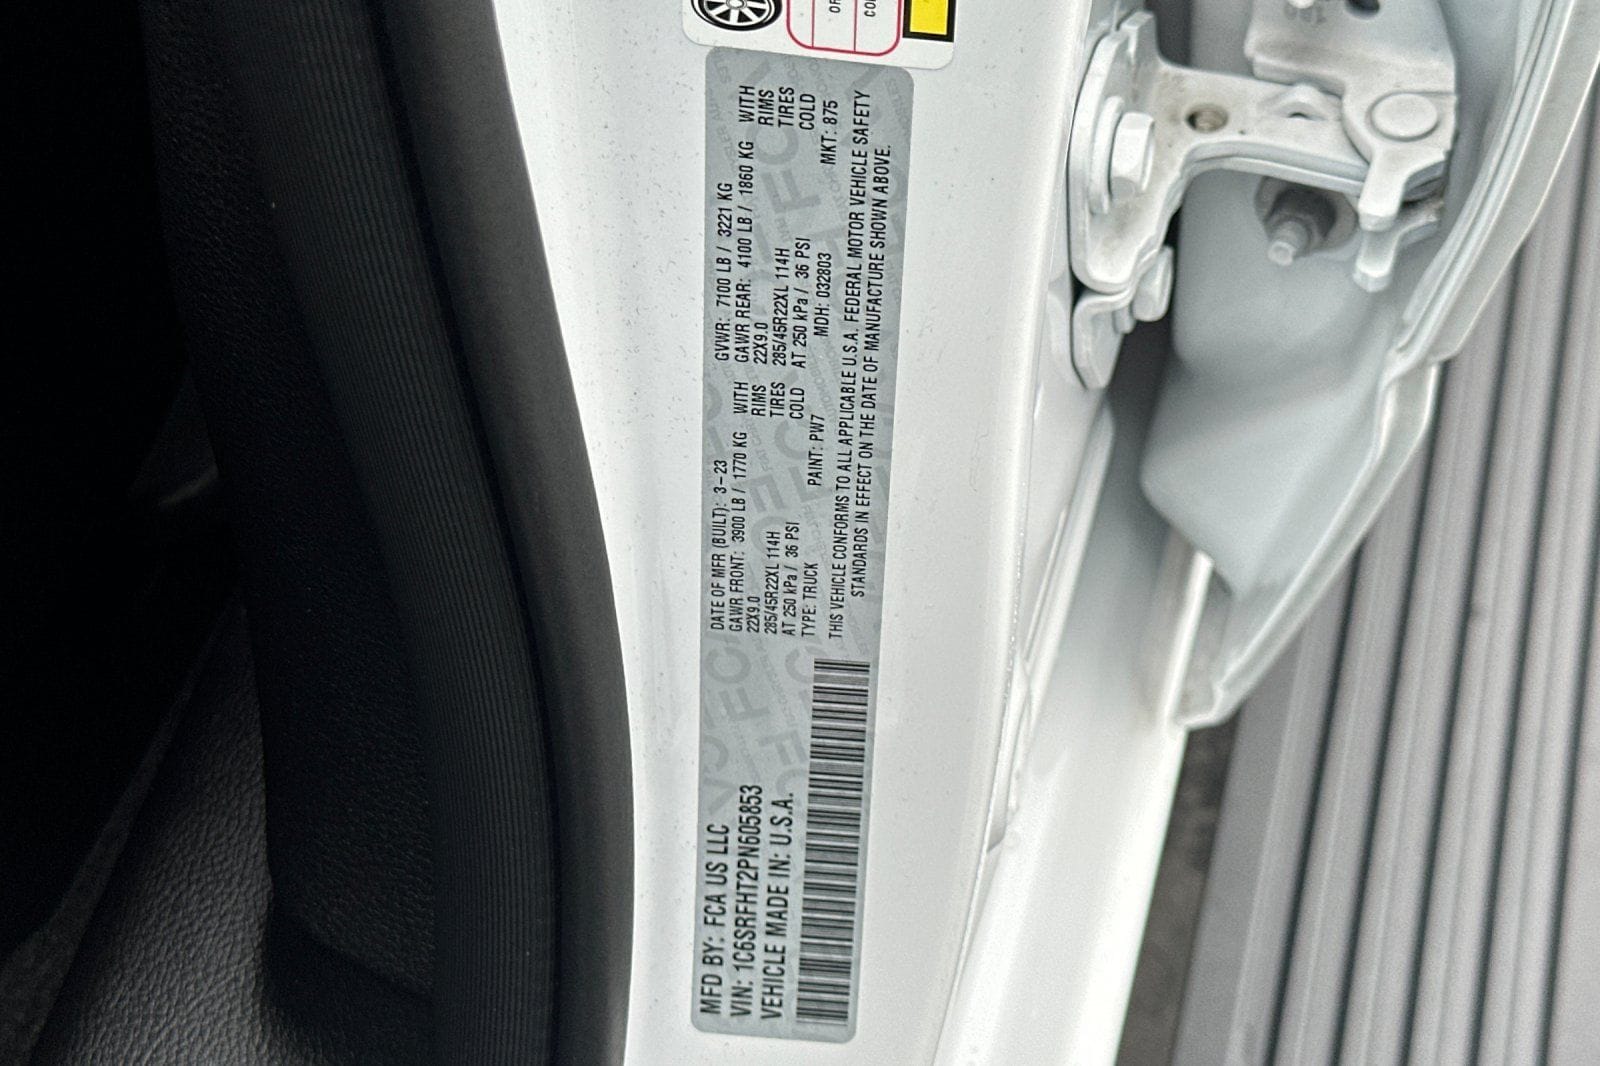 OR
CO
MFD BY: FCA US LLC
VIN: 1C6SRFHT2PN605853
VEHICLE MADE IN: U.S.A.
DATE OF MFR (BUILT): 3-23 GVWR: 7100 LB / 3221 KG
GAWR FRONT: 3900 LB / 1770 KG WITH GAWR REAR: 4100 LB / 1860 KG WITH
22X9.0 RIMS 22X9.0 RIMS
285/45R22XL 114H TIRES 285/45R22XL 114H TIRES
AT 250 kPa / 36 PSI COLD AT 250 kPa / 36 PSI COLD
TYPE: TRUCK PAINT: PW7 MDH: 032803 MKT: 875
THIS VEHICLE CONFORMS TO ALL APPLICABLE U.S.A. FEDERAL MOTOR VEHICLE SAFETY
STANDARDS IN EFFECT ON THE DATE OF MANUFACTURE SHOWN ABOVE.